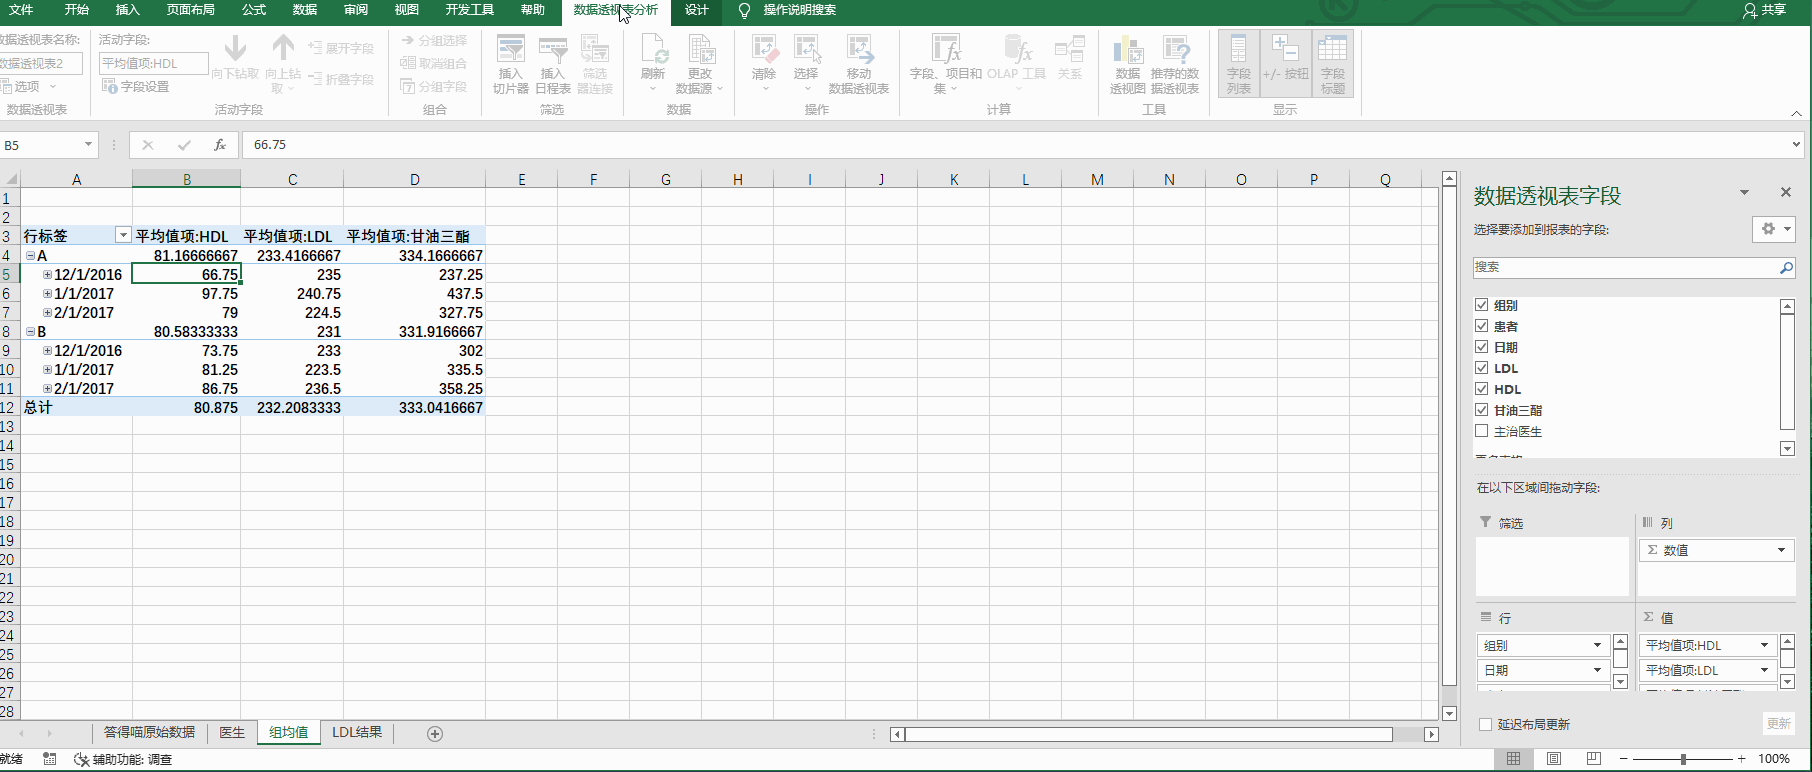 文件 开始 插入 页面布局 公式 数据 审阅 视图 开发工具 帮助 数据透视表分析 设计 操作说明搜索 共享
数据透视表名称:
数据透视表2
选项
数据透视表
活动字段:
平均值项:HDL
字段设置
向下钻取 向上钻取
展开字段
折叠字段
活动字段
分组选择
取消组合
分组字段
组合
插入切片器 插入日程表 筛选器连接
筛选
刷新 更改数据源
数据
清除 选择 移动数据透视表
操作
字段、项目和集 OLAP 工具 关系
计算
数据透视图 推荐的数据透视表
工具
字段列表 +/- 按钮 字段标题
显示
B5 fx 66.75
A B C D E F G H I J K L M N O P Q
1
2
3 行标签 平均值项:HDL 平均值项:LDL 平均值项:甘油三酯
4 A 81.16666667 233.4166667 334.1666667
5 12/1/2016 66.75 235 237.25
6 1/1/2017 97.75 240.75 437.5
7 2/1/2017 79 224.5 327.75
8 B 80.58333333 231 331.9166667
9 12/1/2016 73.75 233 302
10 1/1/2017 81.25 223.5 335.5
11 2/1/2017 86.75 236.5 358.25
12 总计 80.875 232.2083333 333.0416667
13
14
15
16
17
18
19
20
21
22
23
24
25
26
27
28
数据透视表字段
选择要添加到报表的字段:
搜索
组别
患者
日期
LDL
HDL
甘油三酯
主治医生
在以下区域间拖动字段:
筛选 列
Σ 数值
行 Σ 值
组别 平均值项:HDL
日期 平均值项:LDL
延迟布局更新 更新
答得喵原始数据 医生 组均值 LDL结果
就绪 辅助功能: 调查 100%